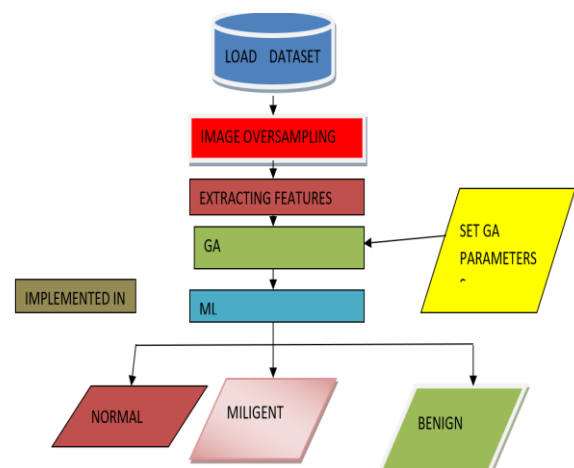 LOAD DATASET
IMAGE OVERSAMPLING
EXTRACTING FEATURES
GA
SET GA
PARAMETERS
IMPLEMENTED IN
ML
NORMAL
MILIGENT
BENIGN